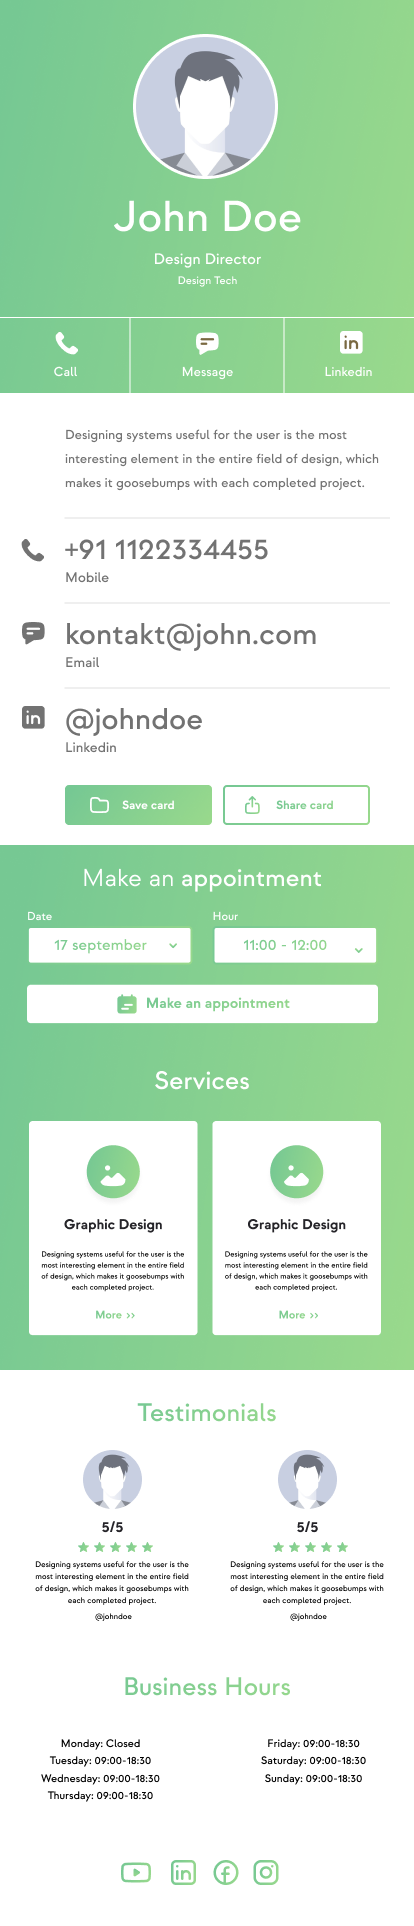 John Doe
Design Director
Design Tech
Call
Message
Linkedin
Designing systems useful for the user is the most
interesting element in the entire field of design, which
makes it goosebumps with each completed project.
+91 1122334455
Mobile
kontakt@john.com
Email
@johndoe
Linkedin
Save card
Share card
Make an appointment
Date
Hour
17 september
11:00 - 12:00
Make an appointment
Services
Graphic Design
Designing systems useful for the user is the
most interesting element in the entire field
of design, which makes it goosebumps with
each completed project.
More >>
Graphic Design
Designing systems useful for the user is the
most interesting element in the entire field
of design, which makes it goosebumps with
each completed project.
More >>
Testimonials
5/5
Designing systems useful for the user is the
most interesting element in the entire field
of design, which makes it goosebumps with
each completed project.
@johndoe
5/5
Designing systems useful for the user is the
most interesting element in the entire field
of design, which makes it goosebumps with
each completed project.
@johndoe
Business Hours
Monday: Closed
Tuesday: 09:00-18:30
Wednesday: 09:00-18:30
Thursday: 09:00-18:30
Friday: 09:00-18:30
Saturday: 09:00-18:30
Sunday: 09:00-18:30